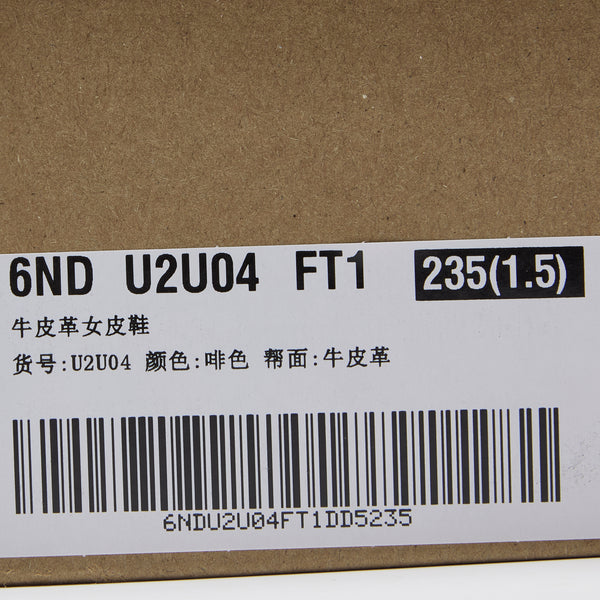 6ND U2U04 FT1 235(1.5)
牛皮革女皮鞋
货号:U2U04 颜色:啡色 帮面:牛皮革
6NDU2U04FT1DD5235